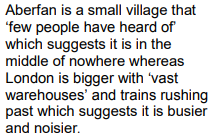 Aberfan is a small village that
‘few people have heard of’
which suggests it is in the
middle of nowhere whereas
London is bigger with ‘vast
warehouses’ and trains rushing
past which suggests it is busier
and noisier.